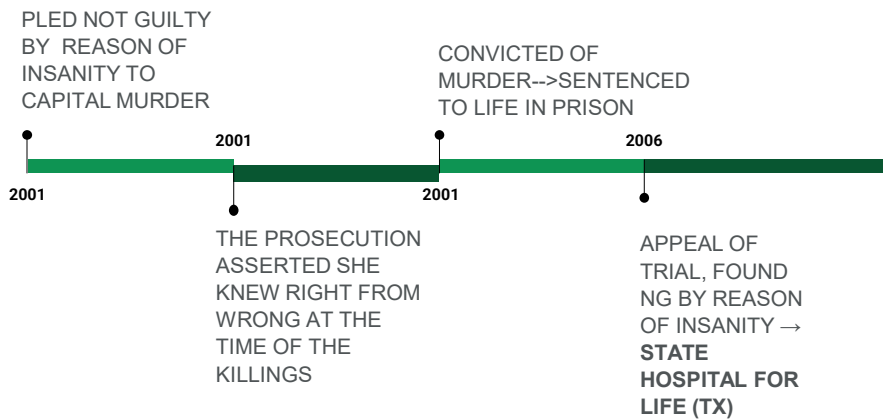 PLED NOT GUILTY
BY REASON OF
INSANITY TO
CAPITAL MURDER
2001
2001
THE PROSECUTION
ASSERTED SHE
KNEW RIGHT FROM
WRONG AT THE
TIME OF THE
KILLINGS
CONVICTED OF
MURDER-->SENTENCED
TO LIFE IN PRISON
2001
2006
APPEAL OF
TRIAL, FOUND
NG BY REASON
OF INSANITY →
STATE
HOSPITAL FOR
LIFE (TX)